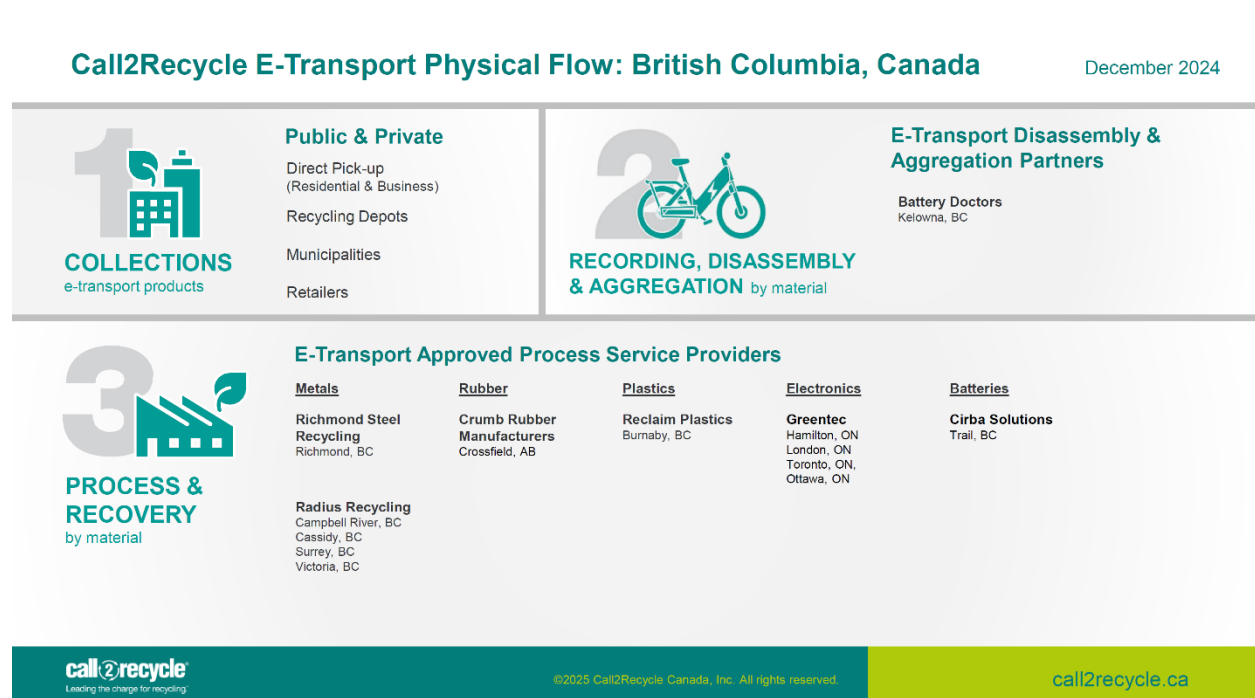 Call2Recycle E-Transport Physical Flow: British Columbia, Canada
December 2024
1
COLLECTIONS
e-transport products
Public & Private
Direct Pick-up
(Residential & Business)
Recycling Depots
Municipalities
Retailers
2
RECORDING, DISASSEMBLY
& AGGREGATION by material
E-Transport Disassembly &
Aggregation Partners
Battery Doctors
Kelowna, BC
3
PROCESS &
RECOVERY
by material
E-Transport Approved Process Service Providers
Metals
Richmond Steel
Recycling
Richmond, BC
Radius Recycling
Campbell River, BC
Cassidy, BC
Surrey, BC
Victoria, BC
Rubber
Crumb Rubber
Manufacturers
Crossfield, AB
Plastics
Reclaim Plastics
Burnaby, BC
Electronics
Greentec
Hamilton, ON
London, ON
Toronto, ON,
Ottawa, ON
Batteries
Cirba Solutions
Trail, BC
call2recycle®
Leading the charge for recycling.™
©2025 Call2Recycle Canada, Inc. All rights reserved.
call2recycle.ca